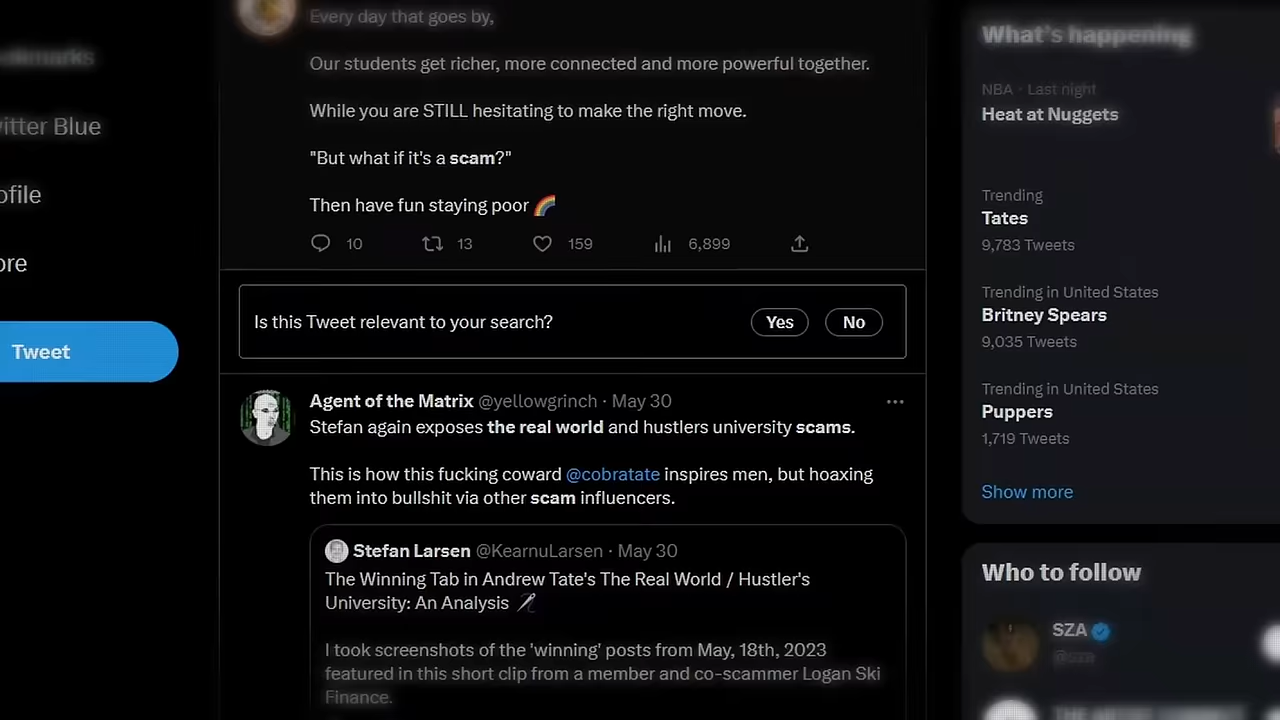 Every day that goes by,
Our students get richer, more connected and more powerful together.
While you are STILL hesitating to make the right move.
"But what if it's a scam?"
Then have fun staying poor 🌈
10 13 159 6,899
Is this Tweet relevant to your search? Yes No
Agent of the Matrix @yellowgrinch · May 30
Stefan again exposes the real world and hustlers university scams.
This is how this fucking coward @cobratate inspires men, but hoaxing
them into bullshit via other scam influencers.
Stefan Larsen @KearnuLarsen · May 30
The Winning Tab in Andrew Tate's The Real World / Hustler's
University: An Analysis 🪡
I took screenshots of the 'winning' posts from May, 18th, 2023
featured in this short clip from a member and co-scammer Logan Ski
Finance.
okmarks
itter Blue
ofile
ore
Tweet
What's happening
NBA · Last night
Heat at Nuggets
Trending
Tates
9,783 Tweets
Trending in United States
Britney Spears
9,035 Tweets
Trending in United States
Puppers
1,719 Tweets
Show more
Who to follow
SZA